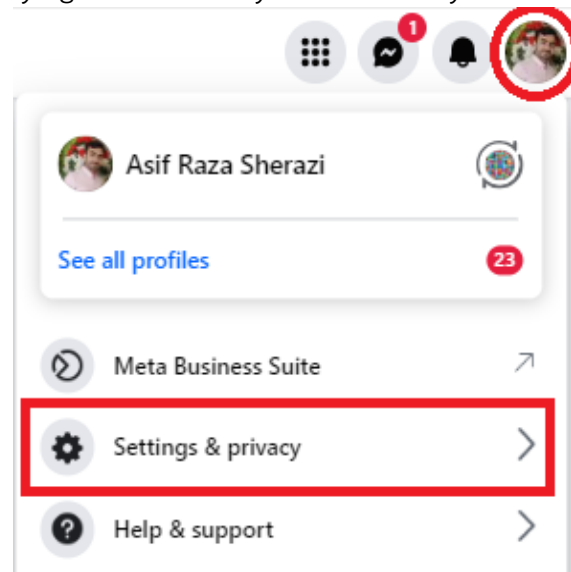 1
Asif Raza Sherazi
See all profiles
23
Meta Business Suite
Settings & privacy
Help & support